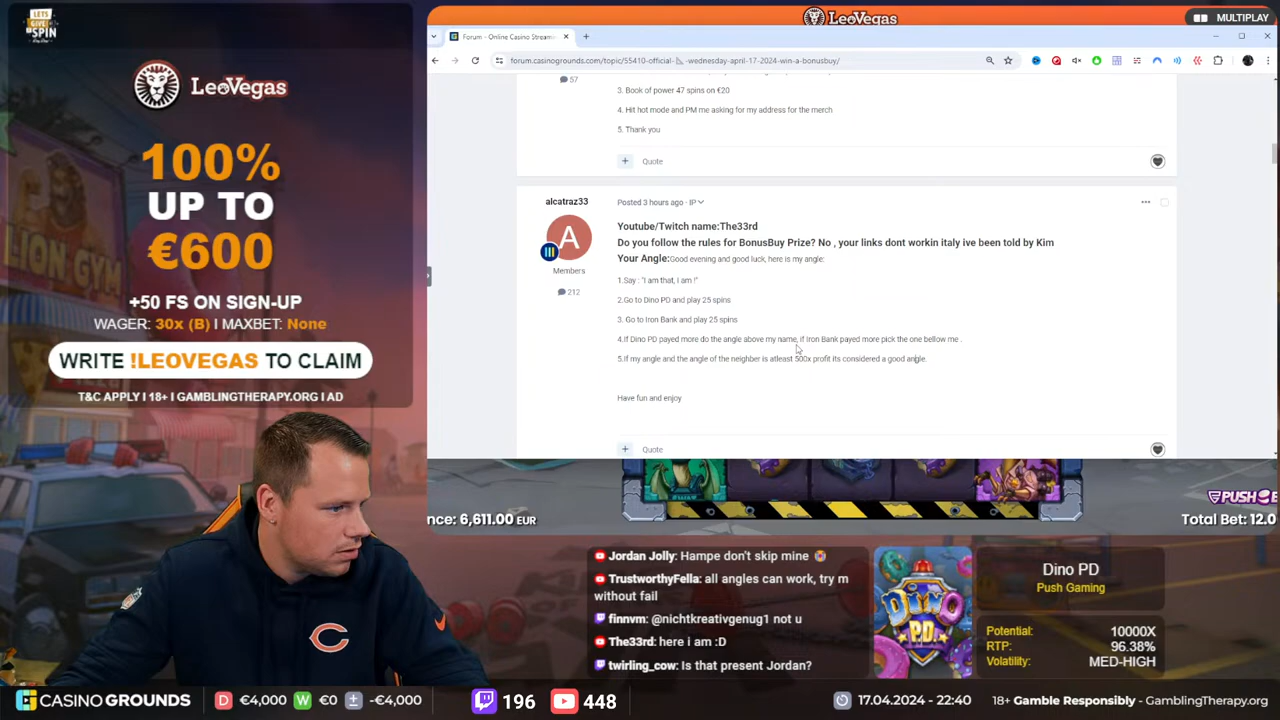 LETS
GIVE IT
SPIN
LeoVegas
100%
UP TO
€600
+50 FS ON SIGN-UP
WAGER: 30x (B) I MAXBET: None
WRITE !LEOVEGAS TO CLAIM
T&C APPLY I 18+ I GAMBLINGTHERAPY.ORG I AD
LeoVegas
MULTIPLAY
Forum - Online Casino Streami
forum.casinogrounds.com/topic/55410-official-
-wednesday-april-17-2024-win-a-bonusbuy/
57
3. Book of power 47 spins on €20
4. Hit hot mode and PM me asking for my address for the merch
5. Thank you
+ Quote
alcatraz33
A
Members
212
Posted 3 hours ago · IP
Youtube/Twitch name:The33rd
Do you follow the rules for BonusBuy Prize? No , your links dont workin italy ive been told by Kim
Your Angle:Good evening and good luck, here is my angle:
1.Say : "I am that, I am !"
2.Go to Dino PD and play 25 spins
3. Go to Iron Bank and play 25 spins
4.If Dino PD payed more do the angle above my name, if Iron Bank payed more pick the one bellow me .
5.If my angle and the angle of the neighber is atleast 500x profit its considered a good angle.
Have fun and enjoy
+ Quote
nce: 6,611.00 EUR
PUSH
Total Bet: 12.0
Jordan Jolly: Hampe don't skip mine
TrustworthyFella: all angles can work, try m
without fail
finnvm: @nichtkreativgenug1 not u
The33rd: here i am :D
twirling_cow: Is that present Jordan?
DINO
P.D.
Dino PD
Push Gaming
Potential: 10000X
RTP: 96.38%
Volatility: MED-HIGH
CASINO GROUNDS
D €4,000 W €0 ± -€4,000
196
448
17.04.2024 - 22:40
18+ Gamble Responsibly - GamblingTherapy.org